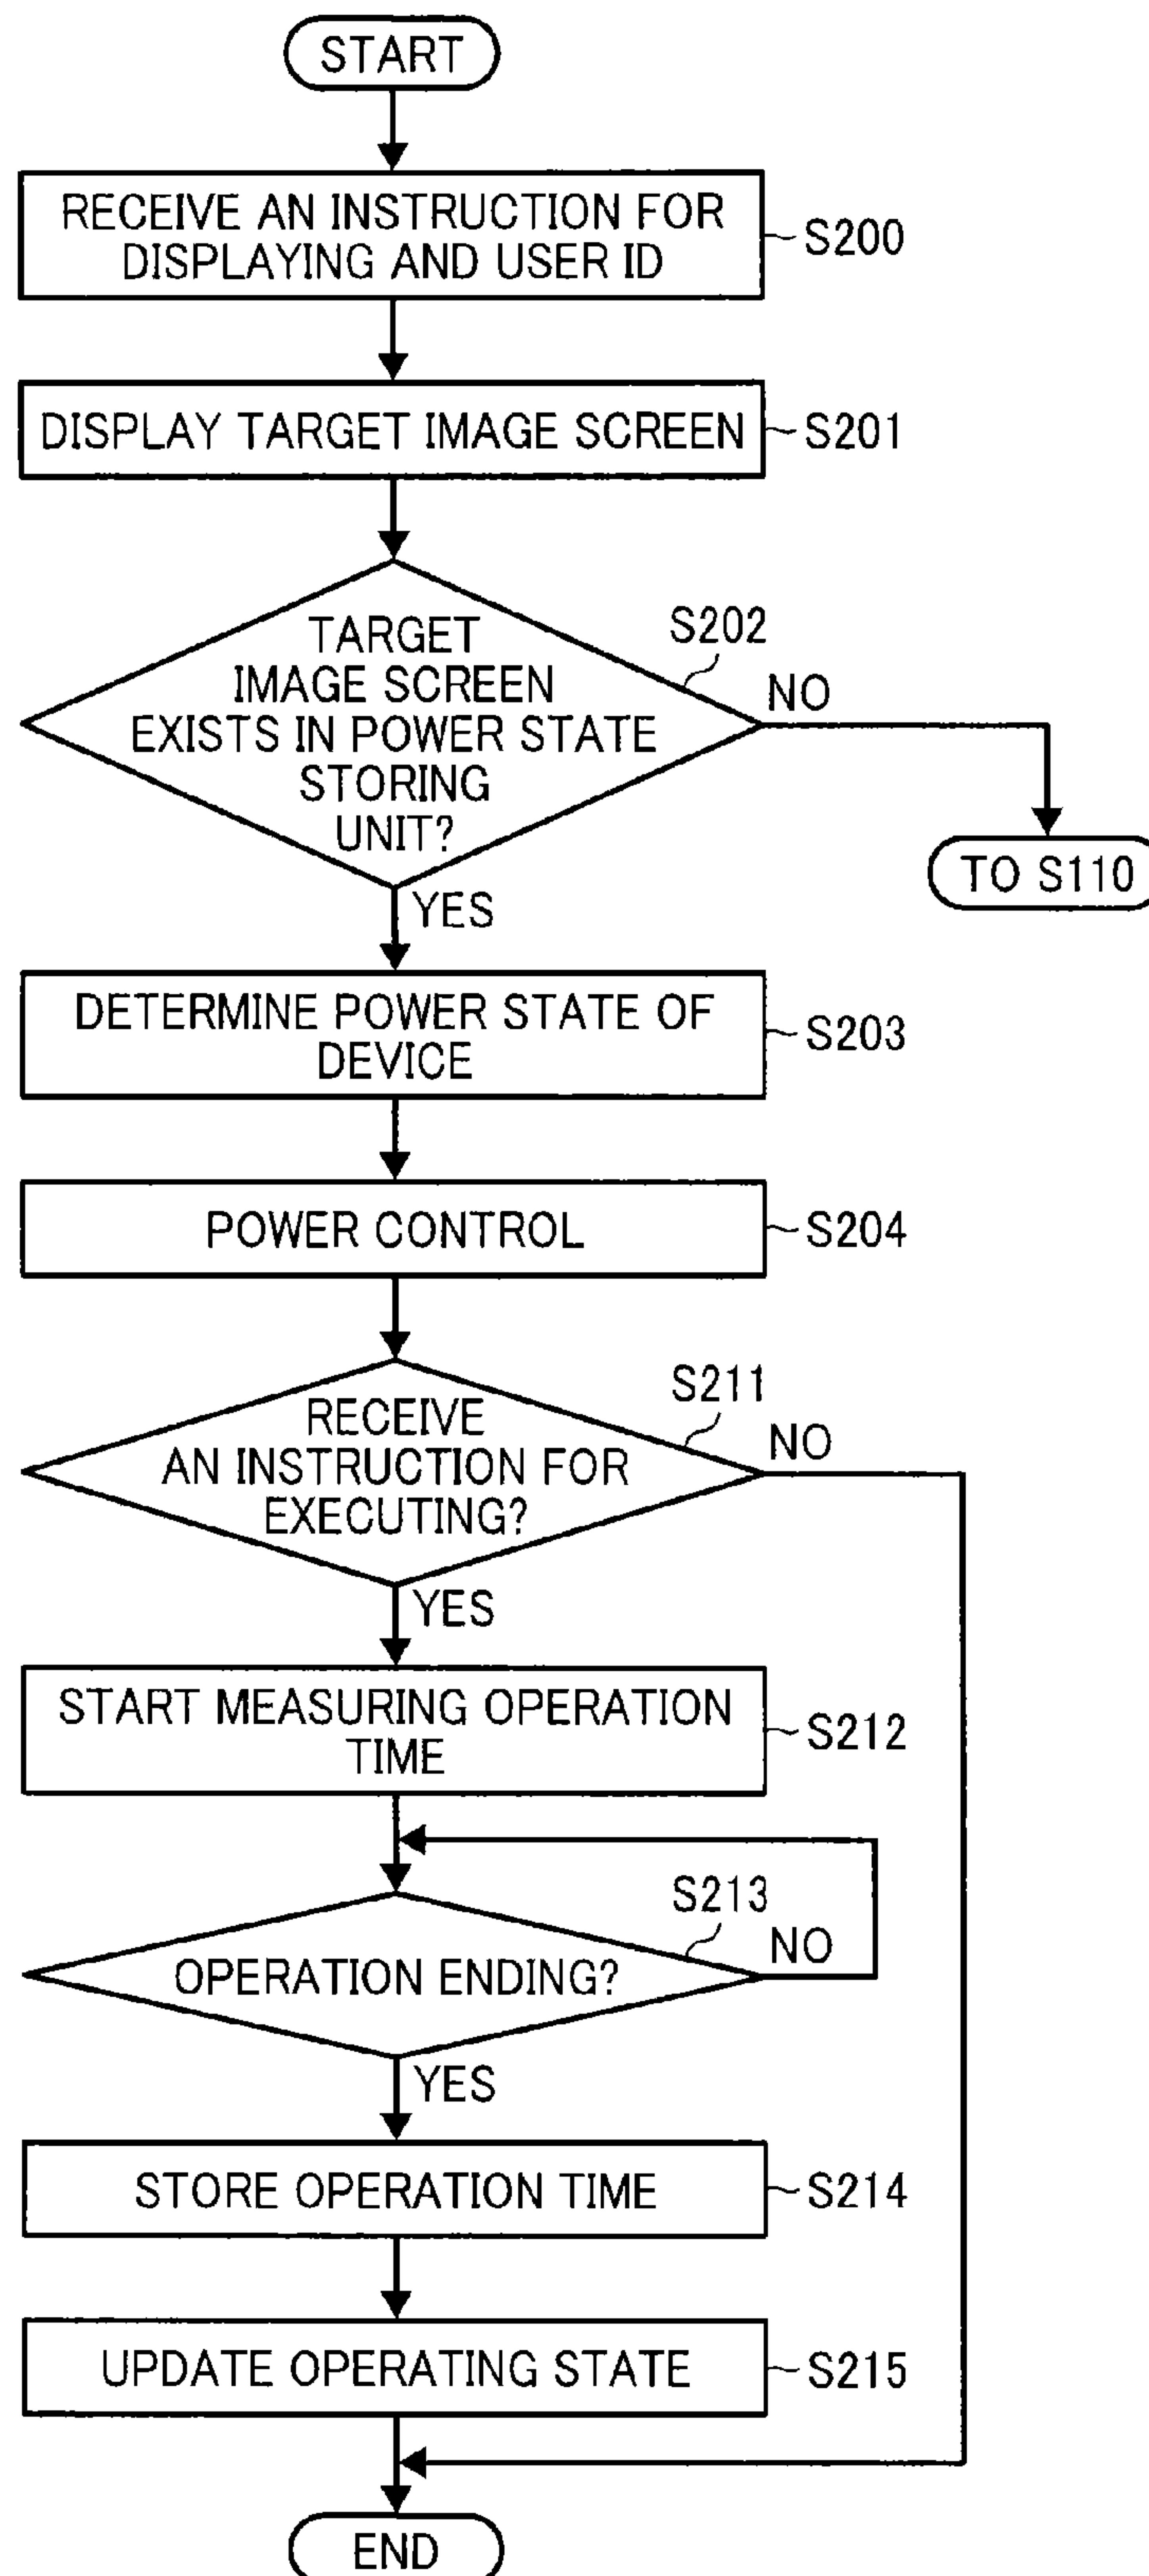 START
RECEIVE AN INSTRUCTION FOR
DISPLAYING AND USER ID
S200
DISPLAY TARGET IMAGE SCREEN
S201
TARGET
IMAGE SCREEN
EXISTS IN POWER STATE
STORING
UNIT?
S202
NO
TO S110
YES
DETERMINE POWER STATE OF
DEVICE
S203
POWER CONTROL
S204
RECEIVE
AN INSTRUCTION FOR
EXECUTING?
S211
NO
YES
START MEASURING OPERATION
TIME
S212
OPERATION ENDING?
S213
NO
YES
STORE OPERATION TIME
S214
UPDATE OPERATING STATE
S215
END